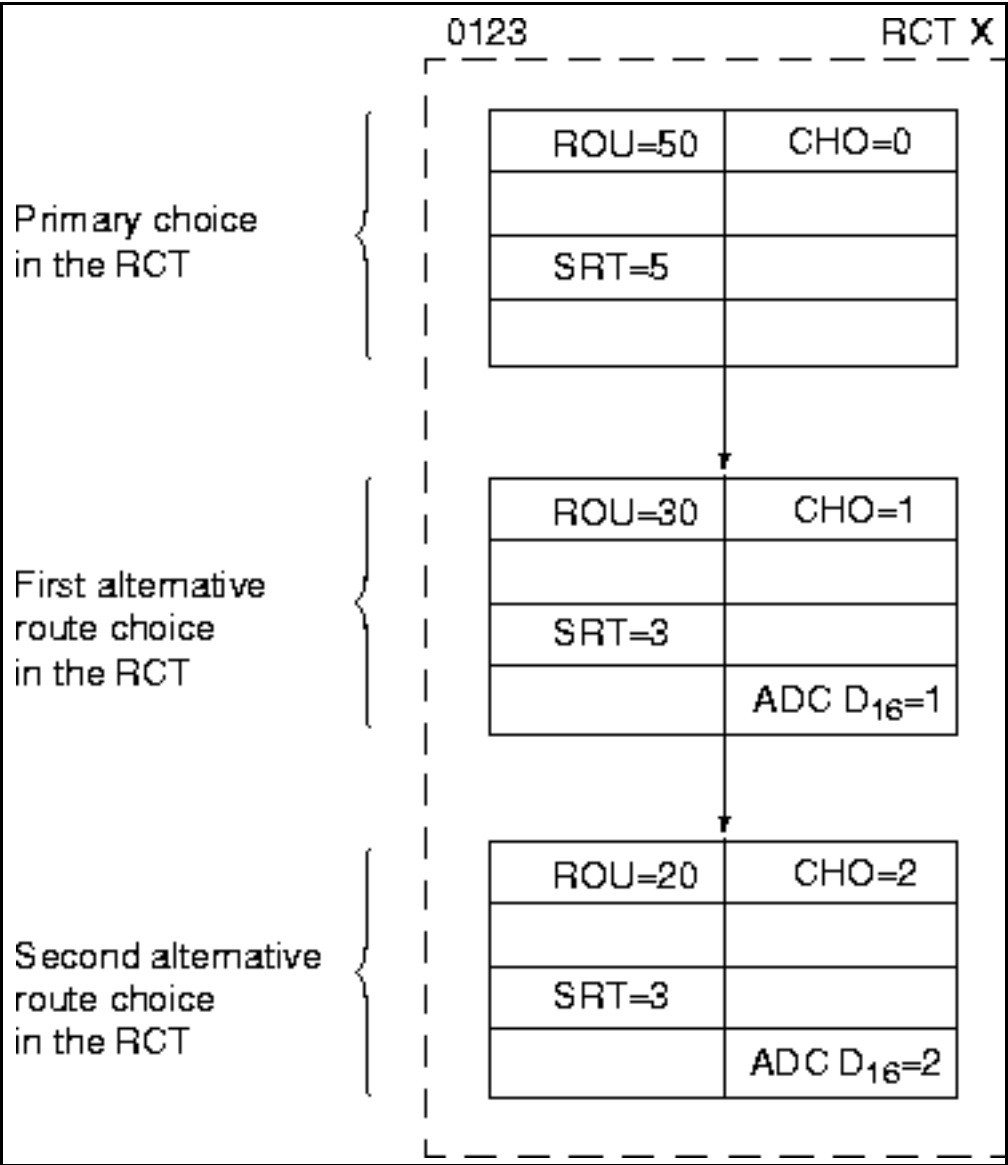 0123 RCT X
Primary choice
in the RCT
ROU=50 CHO=0
SRT=5
First alternative
route choice
in the RCT
ROU=30 CHO=1
SRT=3
ADC D₁₆=1
Second alternative
route choice
in the RCT
ROU=20 CHO=2
SRT=3
ADC D₁₆=2